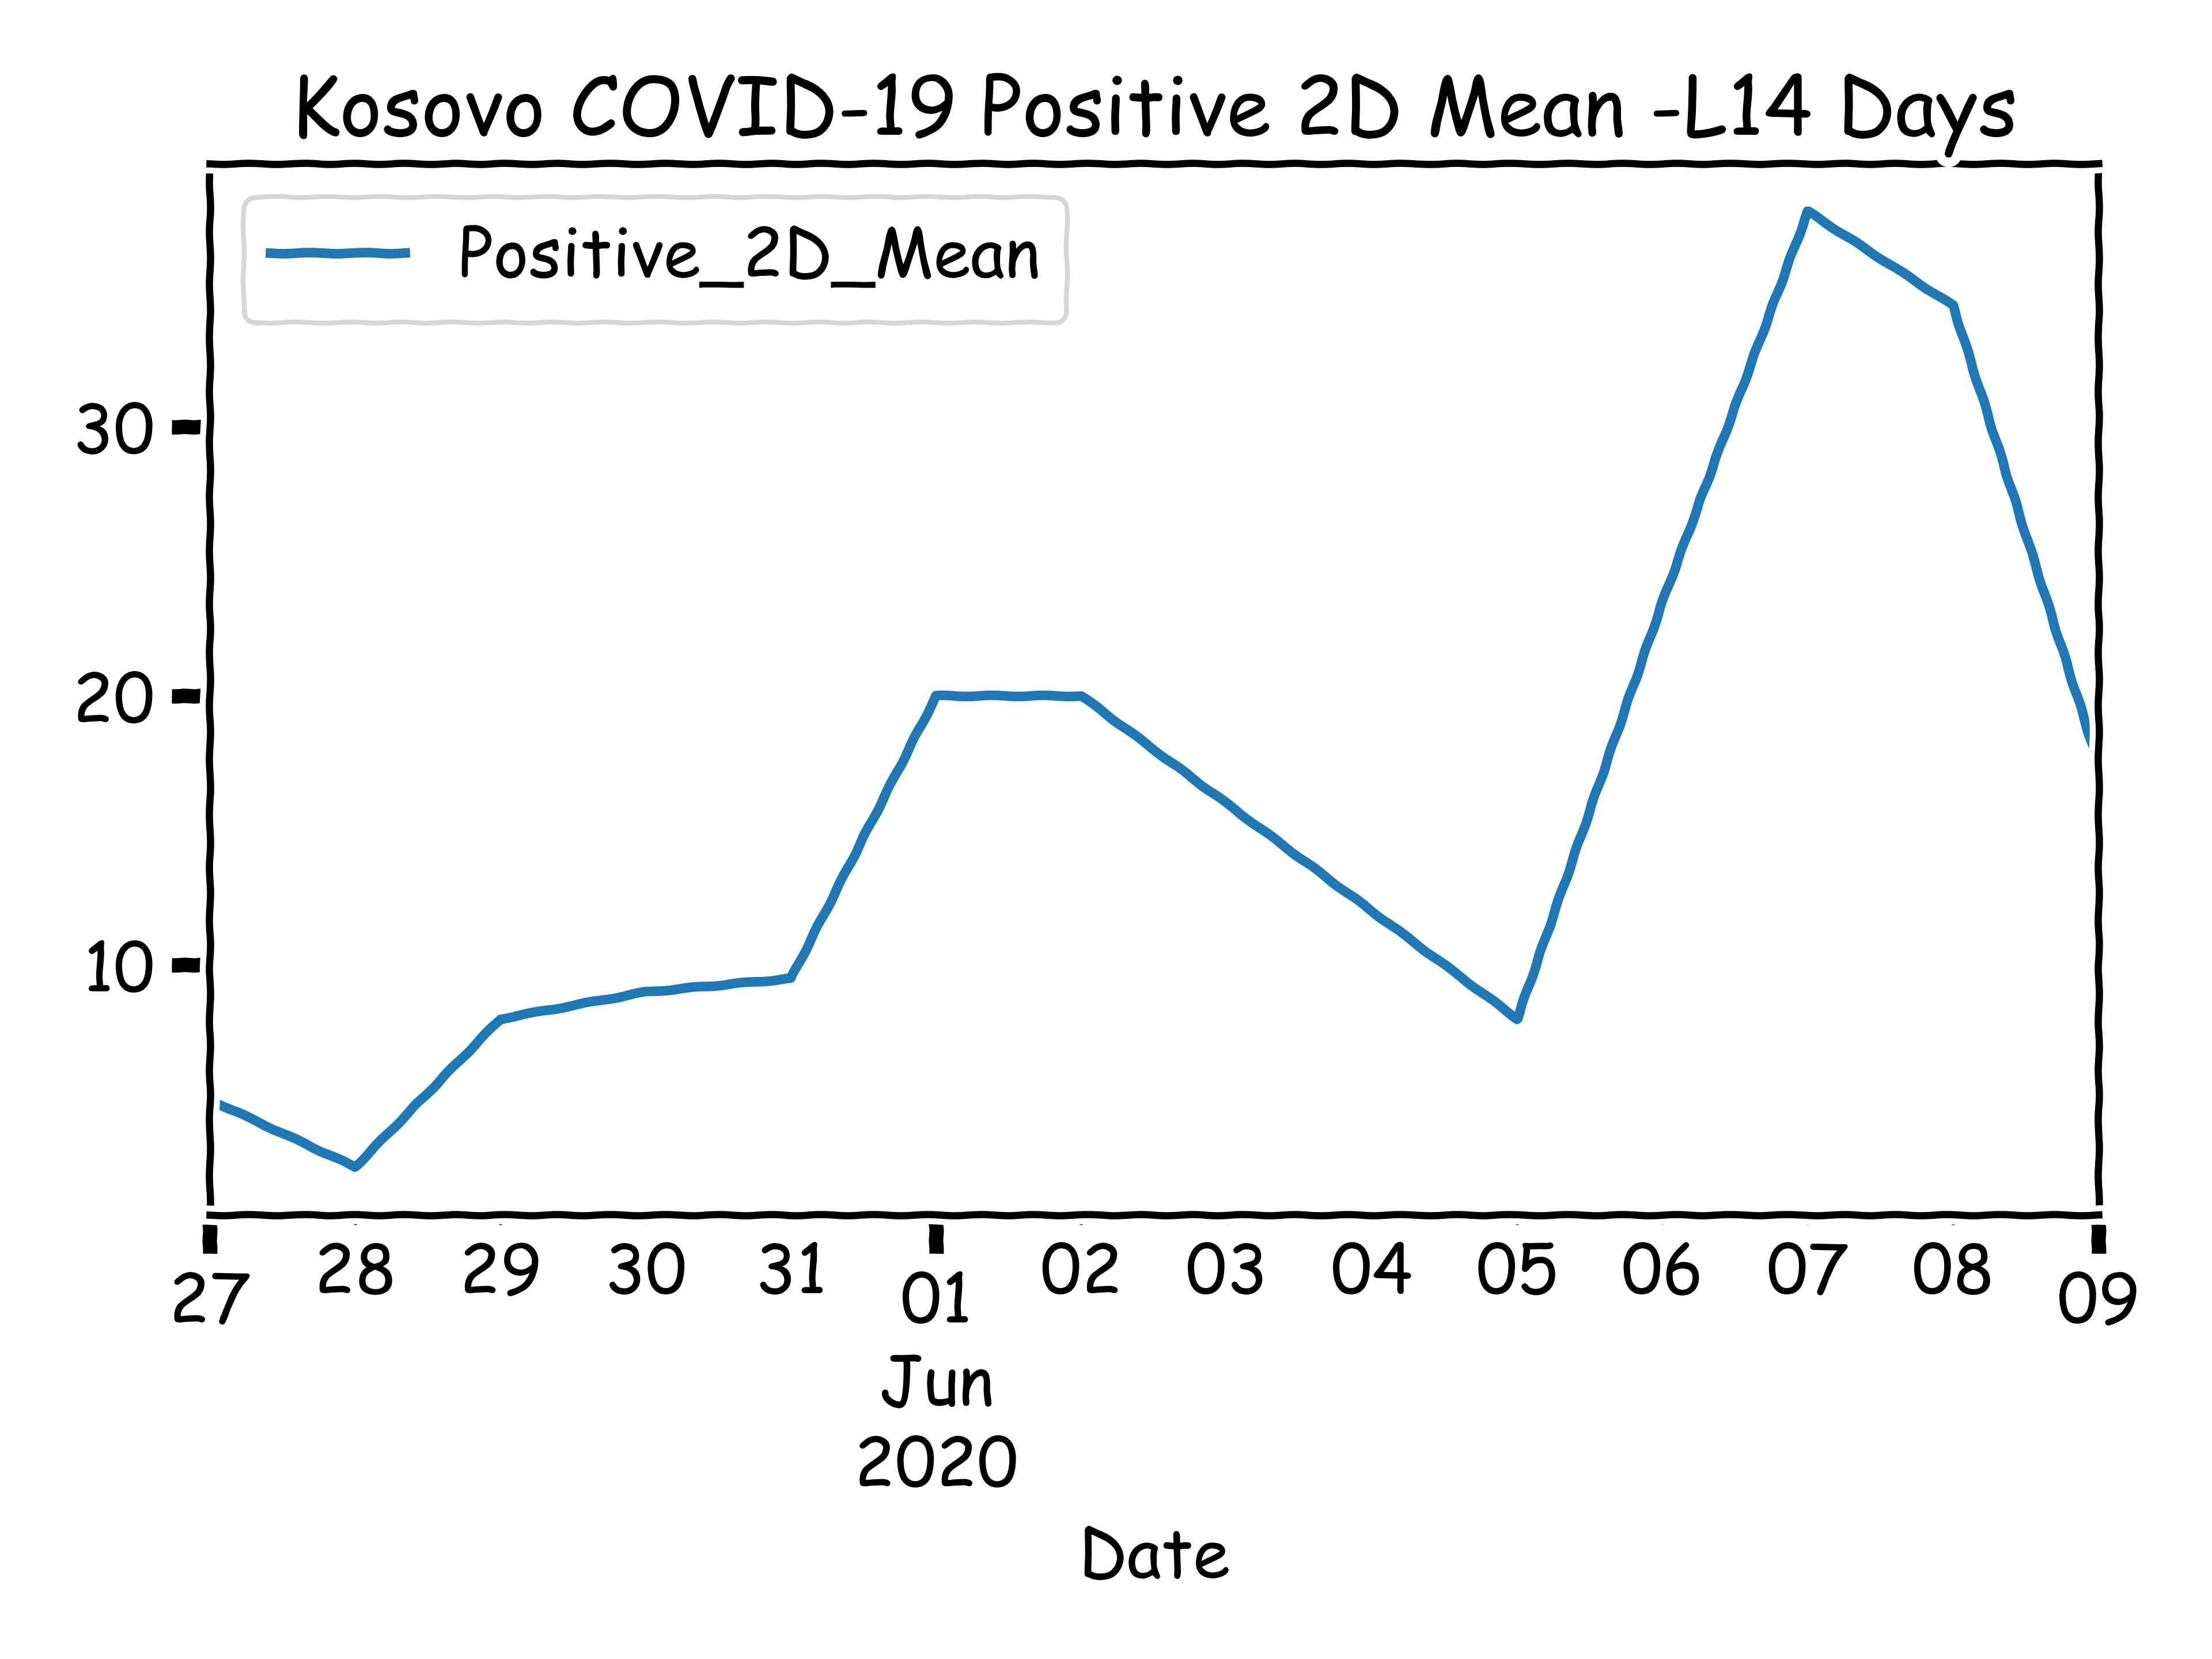 Kosovo COVID-19 Positive 2D Mean -L14 Days
Positive_2D_Mean
30
20
10
27 28 29 30 31 01 02 03 04 05 06 07 08 09
Jun
2020
Date